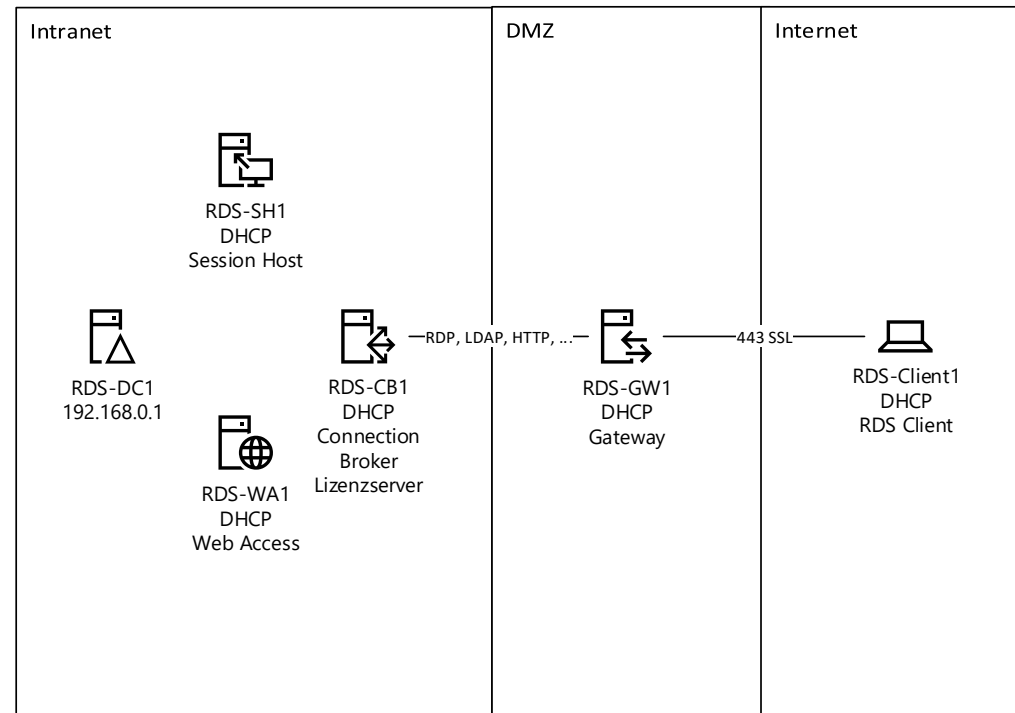 Intranet
DMZ
Internet
RDS-SH1
DHCP
Session Host
RDS-DC1
192.168.0.1
RDS-CB1
DHCP
Connection
Broker
Lizenzserver
RDP, LDAP, HTTP, ...
RDS-GW1
DHCP
Gateway
443 SSL
RDS-Client1
DHCP
RDS Client
RDS-WA1
DHCP
Web Access